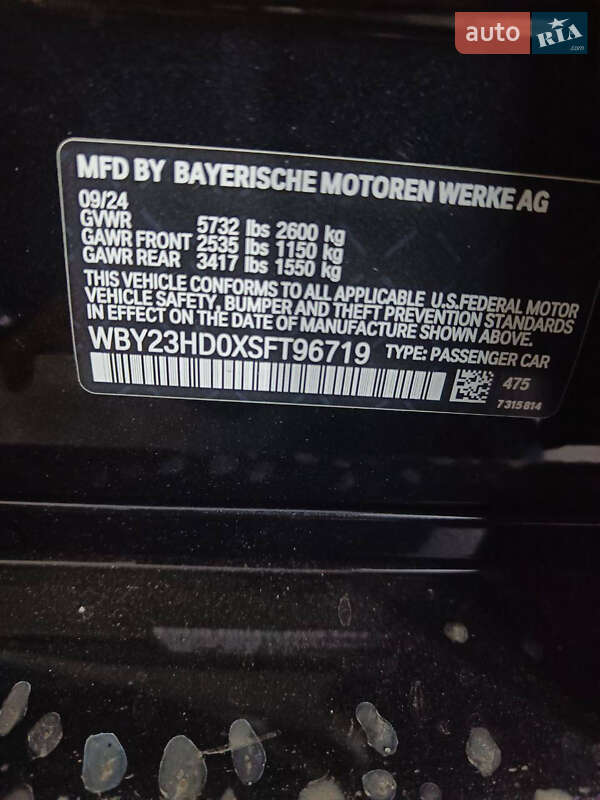 auto RIA
.com
MFD BY BAYERISCHE MOTOREN WERKE AG
09/24
GVWR 5732 lbs 2600 kg
GAWR FRONT 2535 lbs 1150 kg
GAWR REAR 3417 lbs 1550 kg
THIS VEHICLE CONFORMS TO ALL APPLICABLE U.S.FEDERAL MOTOR
VEHICLE SAFETY, BUMPER AND THEFT PREVENTION STANDARDS
IN EFFECT ON THE DATE OF MANUFACTURE SHOWN ABOVE.
WBY23HD0XSFT96719 TYPE: PASSENGER CAR
475
7315814